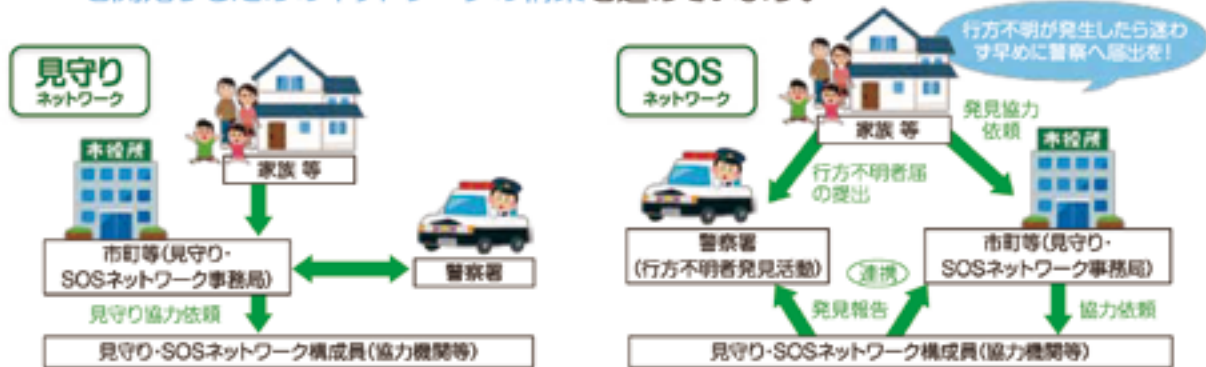 見守り
ネットワーク
家族 等
市役所
市町等(見守り・
SOSネットワーク事務局)
警察署
見守り協力依頼
見守り・SOSネットワーク構成員(協力機関等)
SOS
ネットワーク
行方不明が発生したら迷わ
ず早めに警察へ届出を!
家族 等
発見協力
依頼
行方不明者届
の提出
市役所
警察署
(行方不明者発見活動)
連携
市町等(見守り・
SOSネットワーク事務局)
発見報告
協力依頼
見守り・SOSネットワーク構成員(協力機関等)